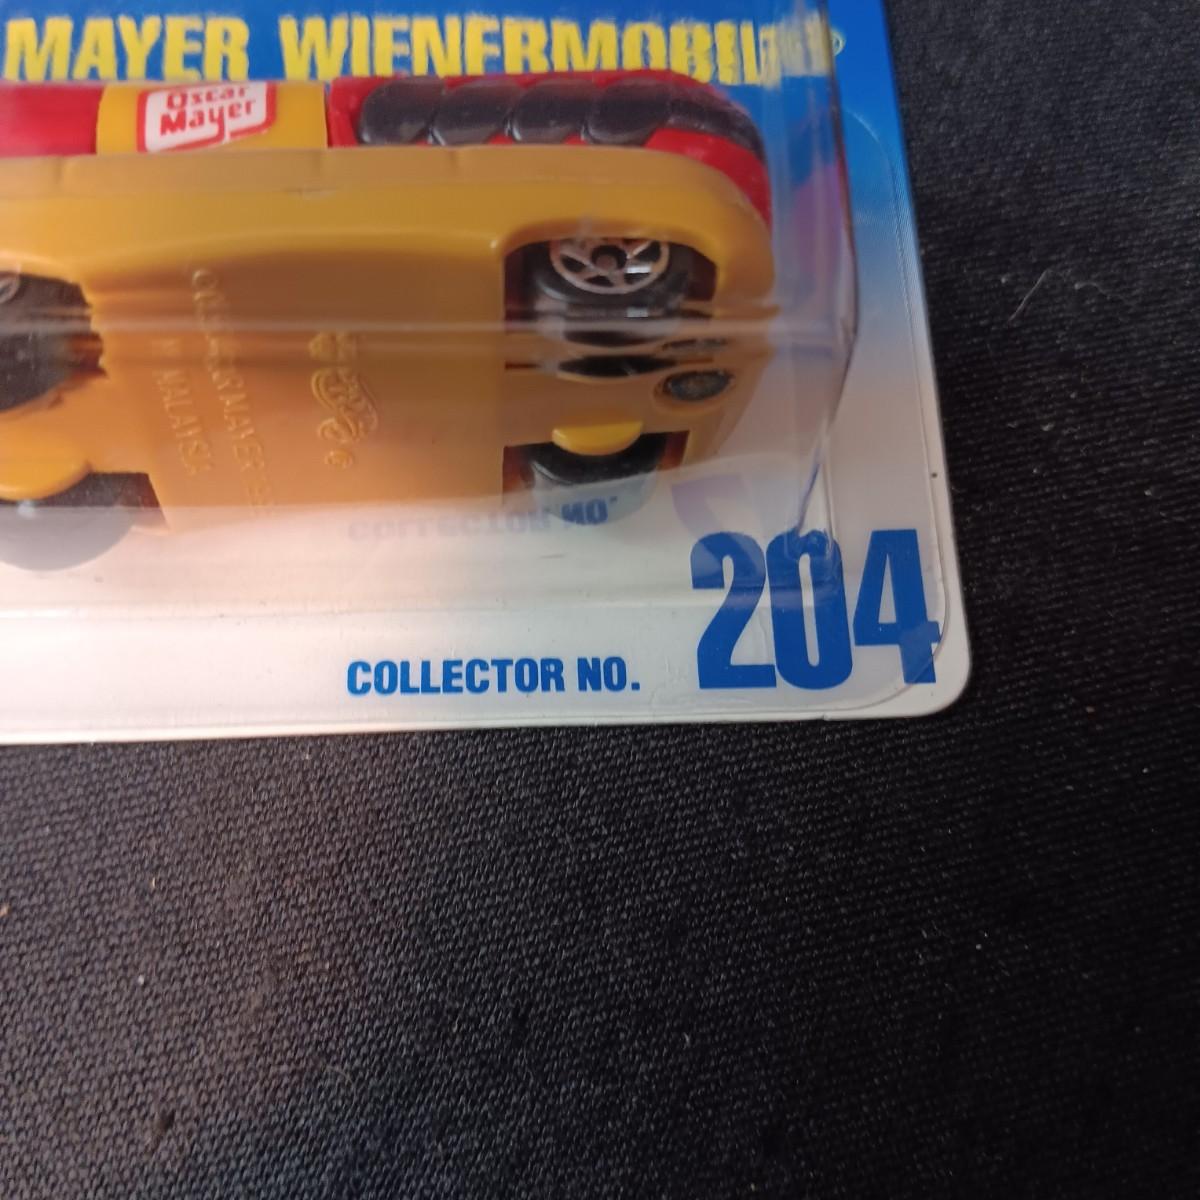 MAYER WIENERMOBILE®
Oscar
Mayer
MALAYSIA
COLLECTOR NO. 204